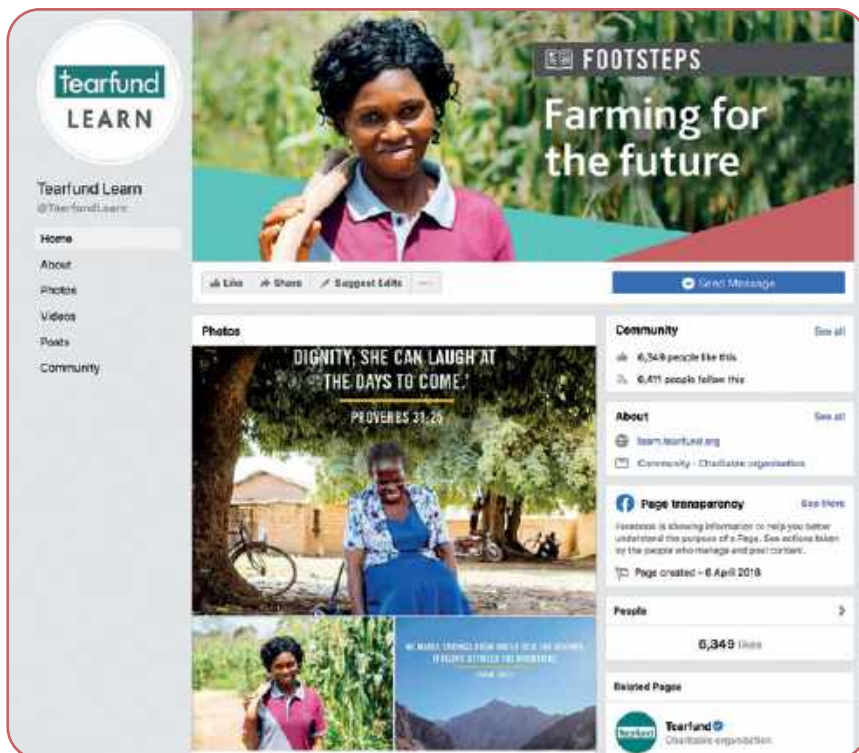 tearfund
LEARN
Tearfund Learn
@TearfundLearn
Home
About
Photos
Videos
Posts
Community
FOOTSTEPS
Farming for
the future
Like Share Suggest Edits ...
Send Message
Photos
DIGNITY; SHE CAN LAUGH AT
THE DAYS TO COME.'
PROVERBS 31:25
Community See all
6,349 people like this
6,411 people follow this
About See all
learn.tearfund.org
Community · Charitable organisation
Page transparency See More
Facebook is showing information to help you better
understand the purpose of a Page. See actions taken
by the people who manage and post content.
Page created – 6 April 2016
People
6,349 likes
Related Pages
tearfund
Tearfund
Charitable organisation